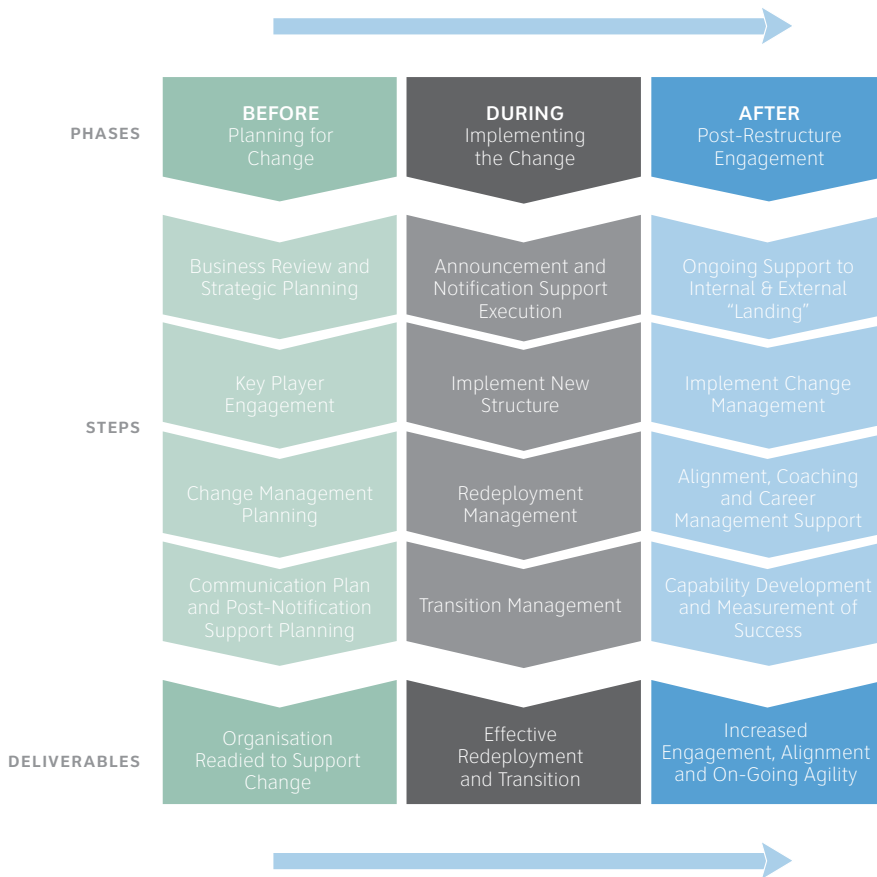 PHASES
BEFORE
Planning for
Change
DURING
Implementing
the Change
AFTER
Post-Restructure
Engagement
STEPS
Business Review and
Strategic Planning
Announcement and
Notification Support
Execution
Ongoing Support to
Internal & External
“Landing”
Key Player
Engagement
Implement New
Structure
Implement Change
Management
Change Management
Planning
Redeployment
Management
Alignment, Coaching
and Career
Management Support
Communication Plan
and Post-Notification
Support Planning
Transition Management
Capability Development
and Measurement of
Success
DELIVERABLES
Organisation
Readied to Support
Change
Effective
Redeployment
and Transition
Increased
Engagement, Alignment
and On-Going Agility